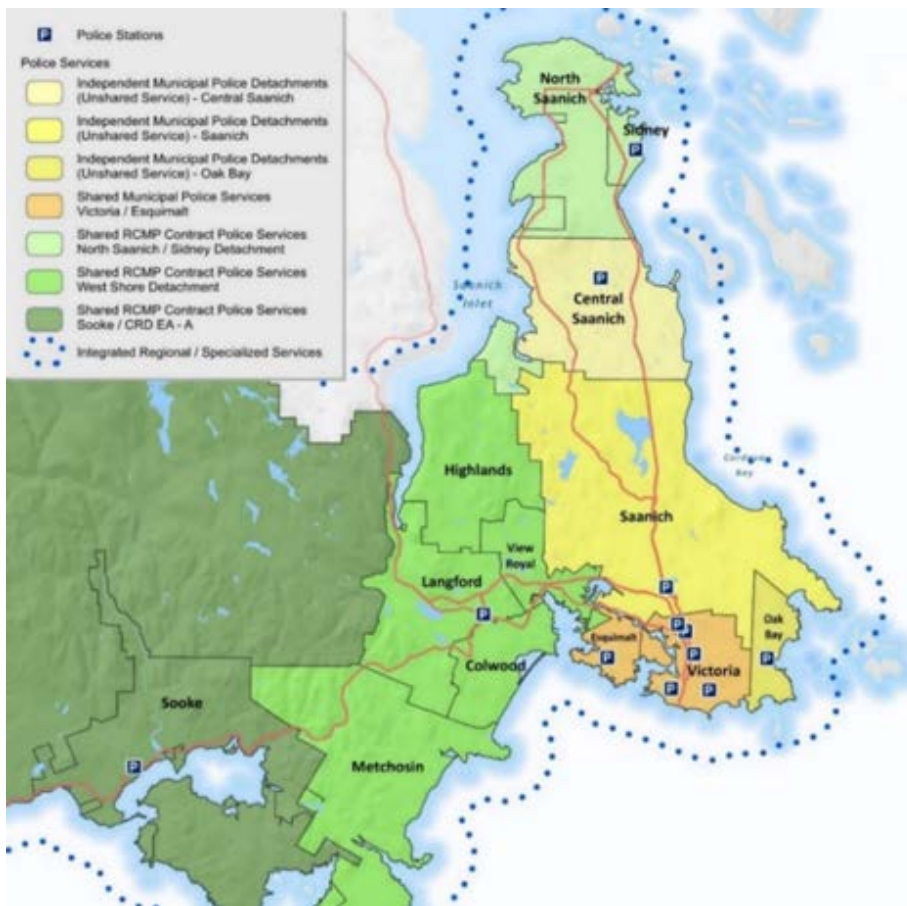 P Police Stations
Police Services
Independent Municipal Police Detachments
(Unshared Service) - Central Saanich
Independent Municipal Police Detachments
(Unshared Service) - Saanich
Independent Municipal Police Detachments
(Unshared Service) - Oak Bay
Shared Municipal Police Services
Victoria / Esquimalt
Shared RCMP Contract Police Services
North Saanich / Sidney Detachment
Shared RCMP Contract Police Services
West Shore Detachment
Shared RCMP Contract Police Services
Sooke / CRD EA - A
Integrated Regional / Specialized Services
North
Saanich
Sidney
P
Saanich
Inlet
P
Central
Saanich
Cordova
Bay
Highlands
Saanich
View
Royal
Langford
P
P
Oak
Bay
P
P
Esquimalt
P
P
Victoria
P
P
P
Colwood
Sooke
P
Metchosin